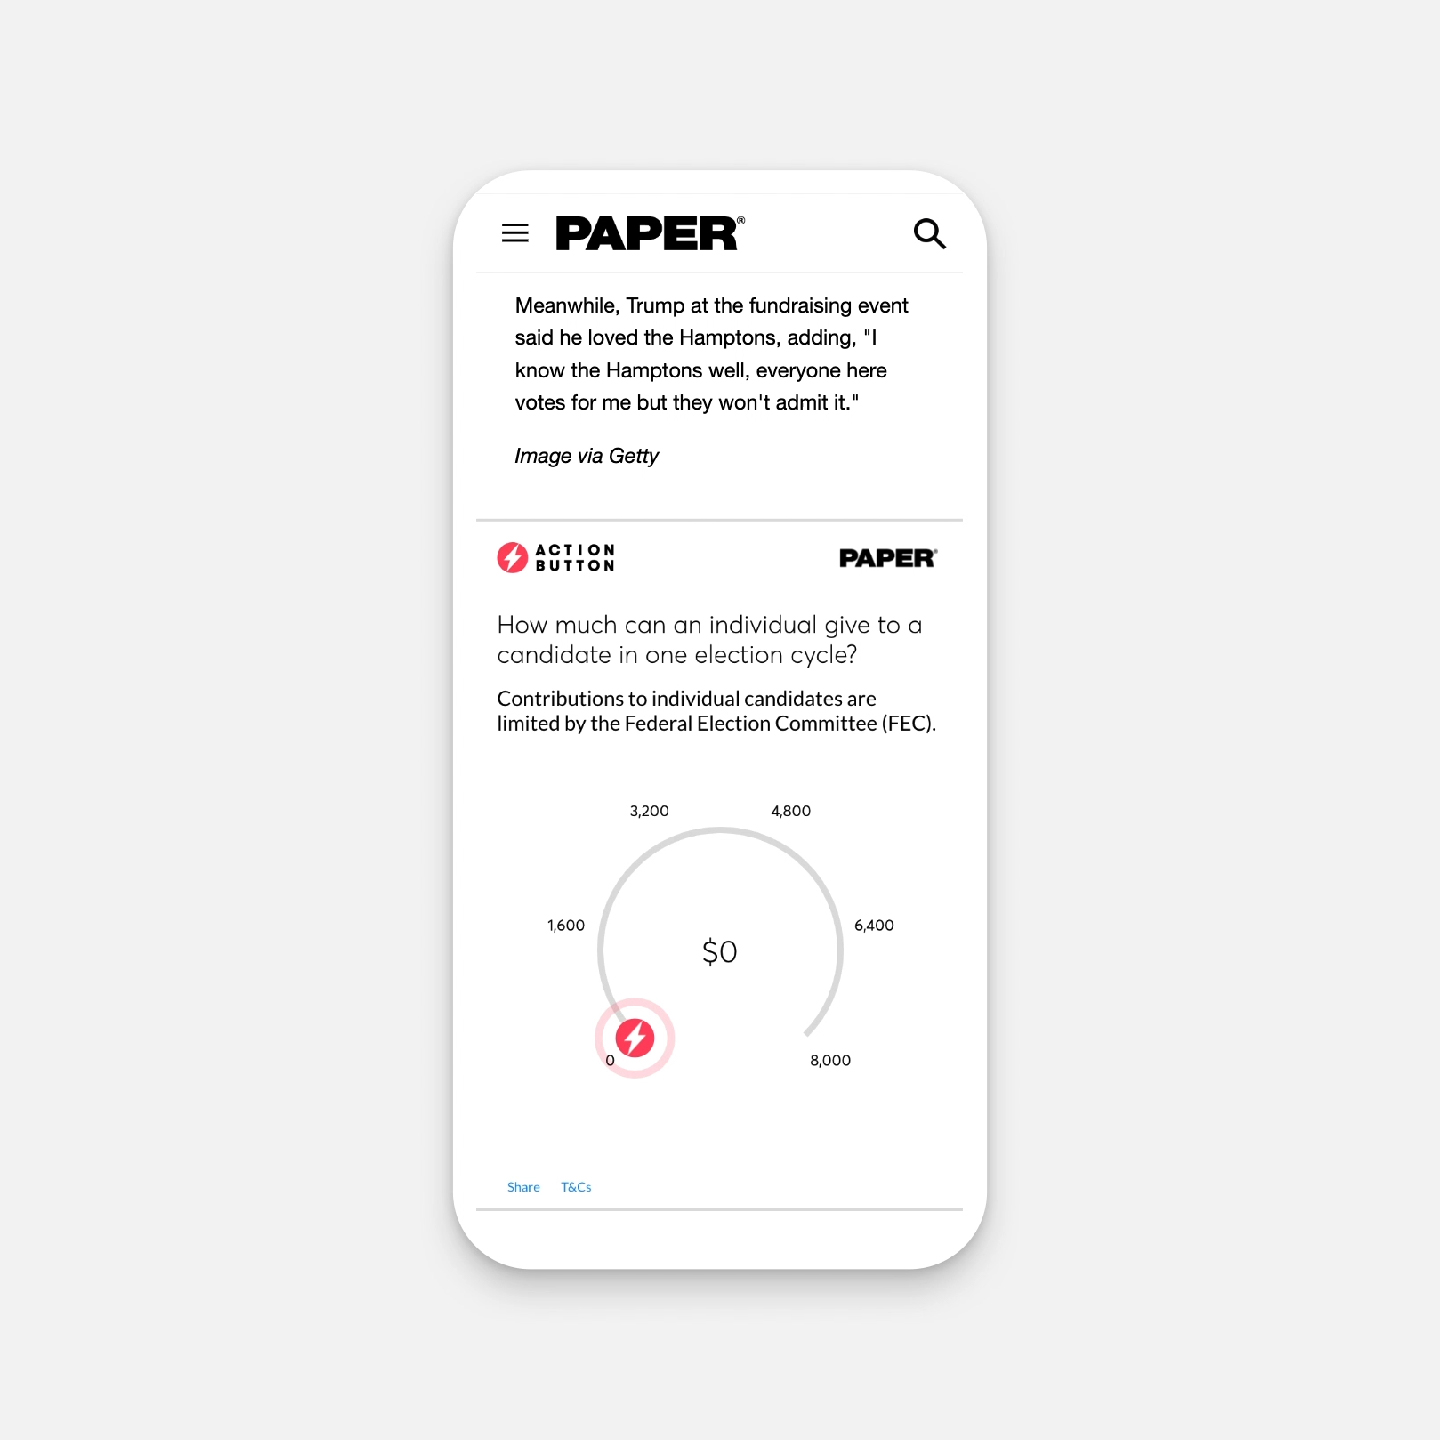 PAPER®
Meanwhile, Trump at the fundraising event
said he loved the Hamptons, adding, "I
know the Hamptons well, everyone here
votes for me but they won't admit it."
Image via Getty
ACTION
BUTTON
PAPER®
How much can an individual give to a
candidate in one election cycle?
Contributions to individual candidates are
limited by the Federal Election Committee (FEC).
3,200
4,800
1,600
6,400
$0
0
8,000
Share T&Cs